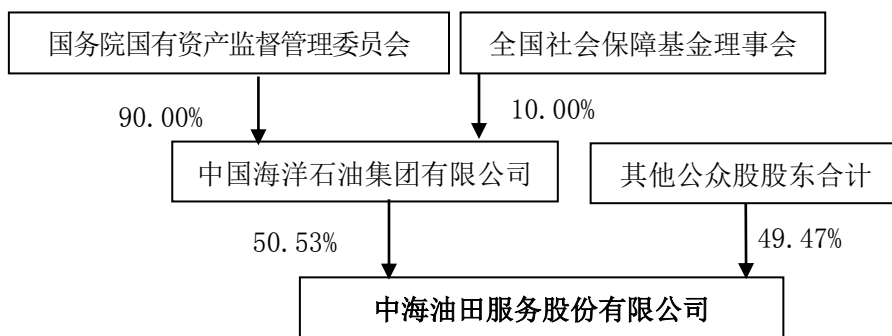 国务院国有资产监督管理委员会
全国社会保障基金理事会
90.00%
10.00%
中国海洋石油集团有限公司
其他公众股股东合计
50.53%
49.47%
中海油田服务股份有限公司